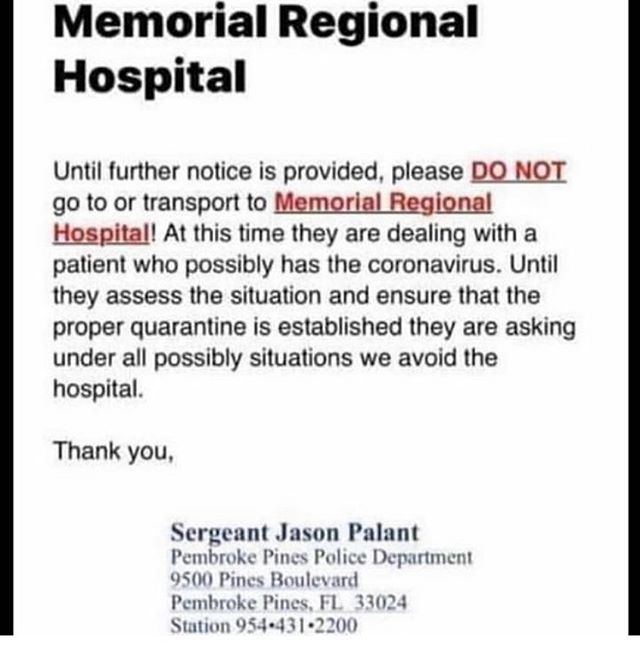 Memorial Regional
Hospital
Until further notice is provided, please DO NOT
go to or transport to Memorial Regional
Hospital! At this time they are dealing with a
patient who possibly has the coronavirus. Until
they assess the situation and ensure that the
proper quarantine is established they are asking
under all possibly situations we avoid the
hospital.
Thank you,
Sergeant Jason Palant
Pembroke Pines Police Department
9500 Pines Boulevard
Pembroke Pines, FL 33024
Station 954•431•2200